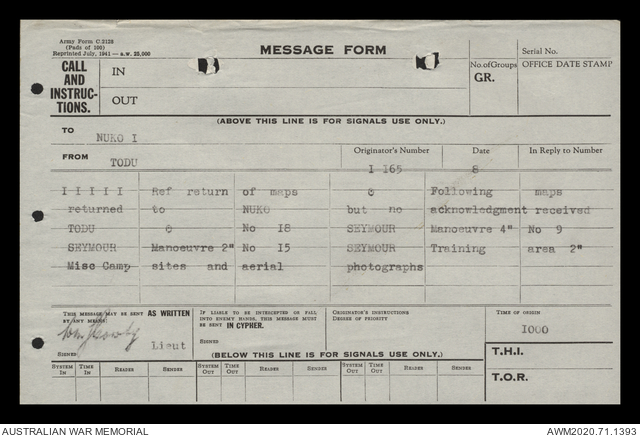 Army Form C.2128
(Pads of 100)
Reprinted July, 1941 — a.w. 25,000
MESSAGE FORM
CALL AND INSTRUC- TIONS.
IN
OUT
No. of Groups
GR.
Serial No.
OFFICE DATE STAMP
(ABOVE THIS LINE IS FOR SIGNALS USE ONLY.)
TO NUKO I
FROM TODU
Originator's Number I 165
Date 8
In Reply to Number
I I I I I Ref return of maps @ Following maps
returned to NUKO but no acknowledgment received
TODU @ No 18 SEYMOUR Manoeuvre 4" No 9
SEYMOUR Manoeuvre 2" No 15 SEYMOUR Training area 2"
Misc Camp sites and aerial photographs
THIS MESSAGE MAY BE SENT AS WRITTEN BY ANY MEANS.
IF LIABLE TO BE INTERCEPTED OR FALL INTO ENEMY HANDS, THIS MESSAGE MUST BE SENT IN CYPHER.
ORIGINATOR'S INSTRUCTIONS
DEGREE OF PRIORITY
TIME OF ORIGIN
I000
Lieut
SIGNED
SIGNED
(BELOW THIS LINE IS FOR SIGNALS USE ONLY.)
T.H.I.
T.O.R.
SYSTEM IN TIME IN READER SENDER SYSTEM OUT TIME OUT READER SENDER SYSTEM OUT TIME OUT READER SENDER
AUSTRALIAN WAR MEMORIAL
AWM2020.71.1393